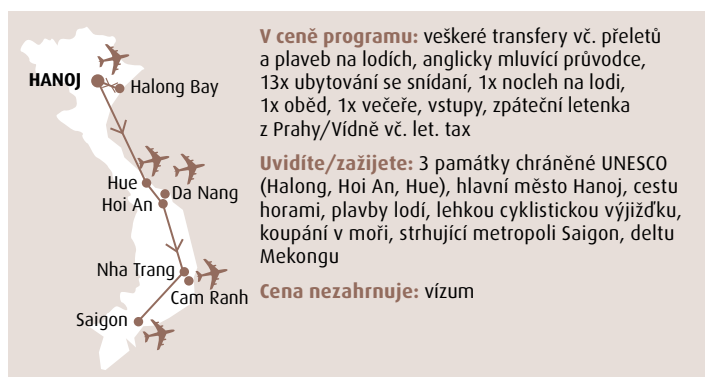 HANOJ
Halong Bay
Hue
Da Nang
Hoi An
Nha Trang
Cam Ranh
Saigon
V ceně programu: veškeré transfery vč. přeletů
a plaveb na lodích, anglicky mluvící průvodce,
13x ubytování se snídaní, 1x nocleh na lodi,
1x oběd, 1x večeře, vstupy, zpáteční letenka
z Prahy/Vídně vč. let. tax
Uvidíte/zažijete: 3 památky chráněné UNESCO
(Halong, Hoi An, Hue), hlavní město Hanoj, cestu
horami, plavby lodí, lehkou cyklistickou výjižďku,
koupání v moři, strhující metropoli Saigon, deltu
Mekongu
Cena nezahrnuje: vízum